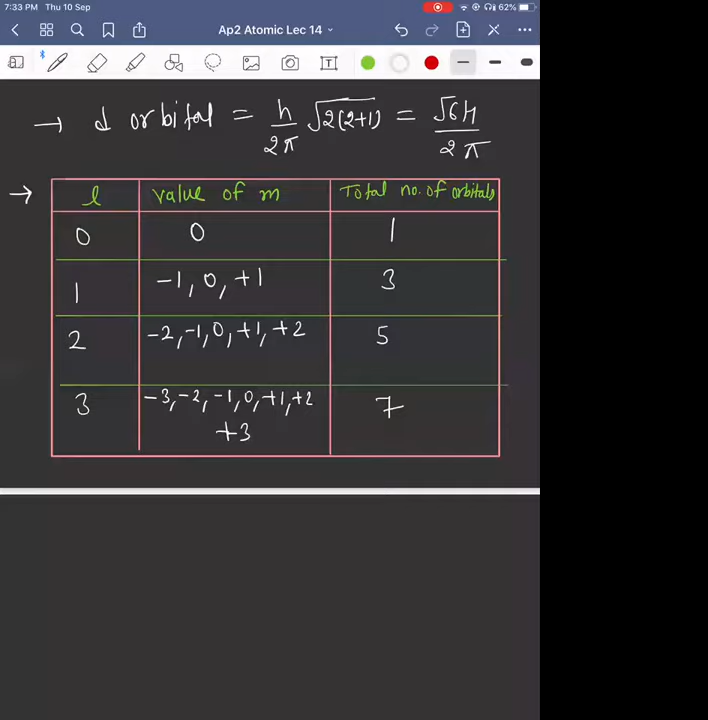 7:33 PM Thu 10 Sep 62%
Ap2 Atomic Lec 14
→ d orbital = h/2π √2(2+1) = √6h/2π
→ l value of m Total no. of orbitals
0 0 1
1 -1, 0, +1 3
2 -2, -1, 0, +1, +2 5
3 -3, -2, -1, 0, +1, +2 7
+3